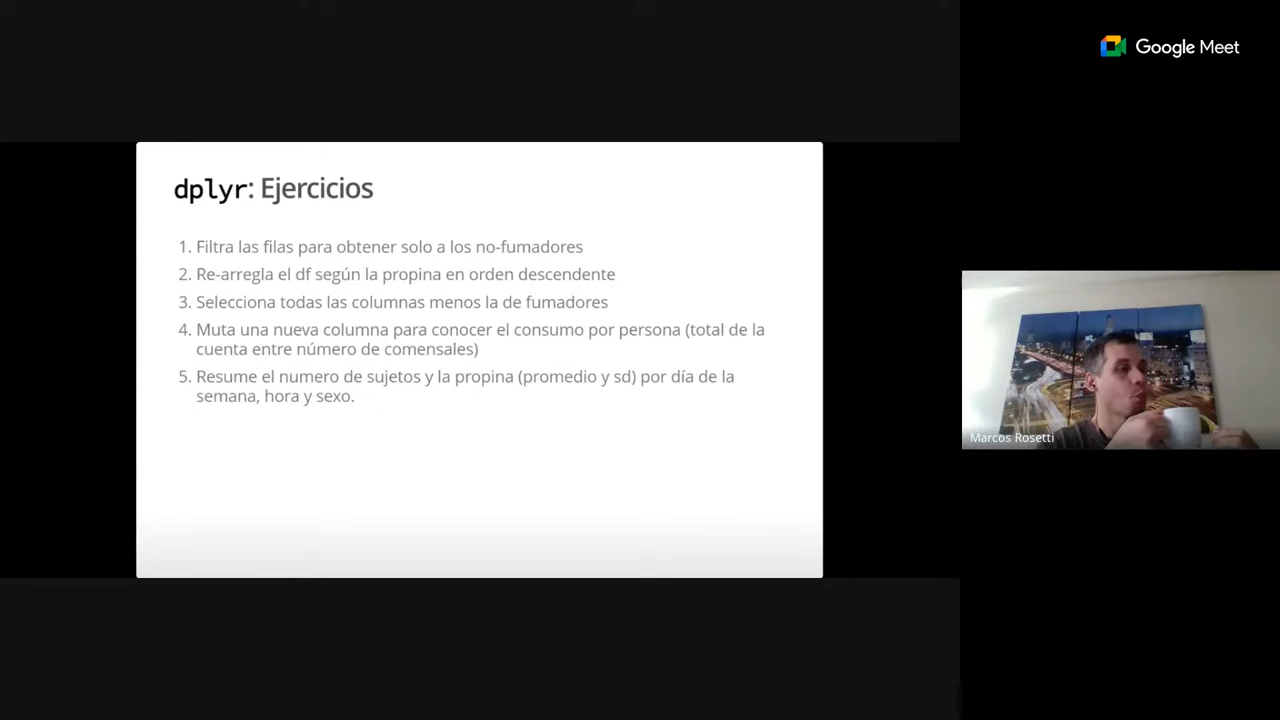 Google Meet
dplyr: Ejercicios
1. Filtra las filas para obtener solo a los no-fumadores
2. Re-arregla el df según la propina en orden descendente
3. Selecciona todas las columnas menos la de fumadores
4. Muta una nueva columna para conocer el consumo por persona (total de la
cuenta entre número de comensales)
5. Resume el numero de sujetos y la propina (promedio y sd) por día de la
semana, hora y sexo.
Marcos Rosetti